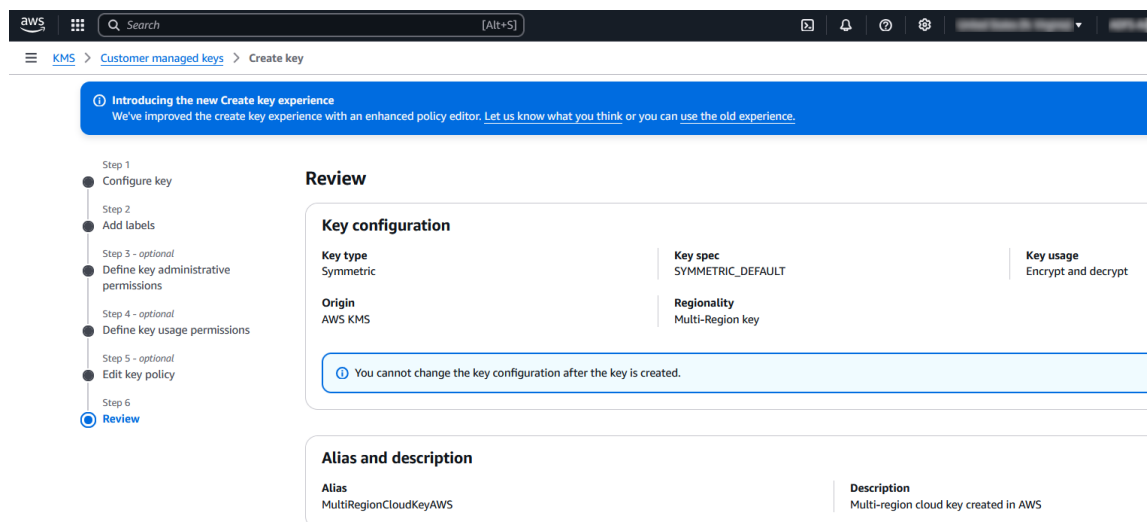 aws
Search [Alt+S]
KMS > Customer managed keys > Create key
Introducing the new Create key experience
We've improved the create key experience with an enhanced policy editor. Let us know what you think or you can use the old experience.
Step 1
Configure key
Step 2
Add labels
Step 3 - optional
Define key administrative
permissions
Step 4 - optional
Define key usage permissions
Step 5 - optional
Edit key policy
Step 6
Review
Review
Key configuration
Key type
Symmetric
Key spec
SYMMETRIC_DEFAULT
Key usage
Encrypt and decrypt
Origin
AWS KMS
Regionality
Multi-Region key
You cannot change the key configuration after the key is created.
Alias and description
Alias
MultiRegionCloudKeyAWS
Description
Multi-region cloud key created in AWS